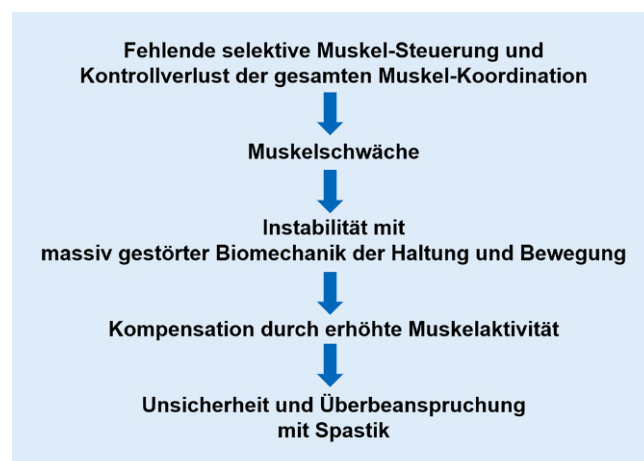 Fehlende selektive Muskel-Steuerung und
Kontrollverlust der gesamten Muskel-Koordination
Muskelschwäche
Instabilität mit
massiv gestörter Biomechanik der Haltung und Bewegung
Kompensation durch erhöhte Muskelaktivität
Unsicherheit und Überbeanspruchung
mit Spastik